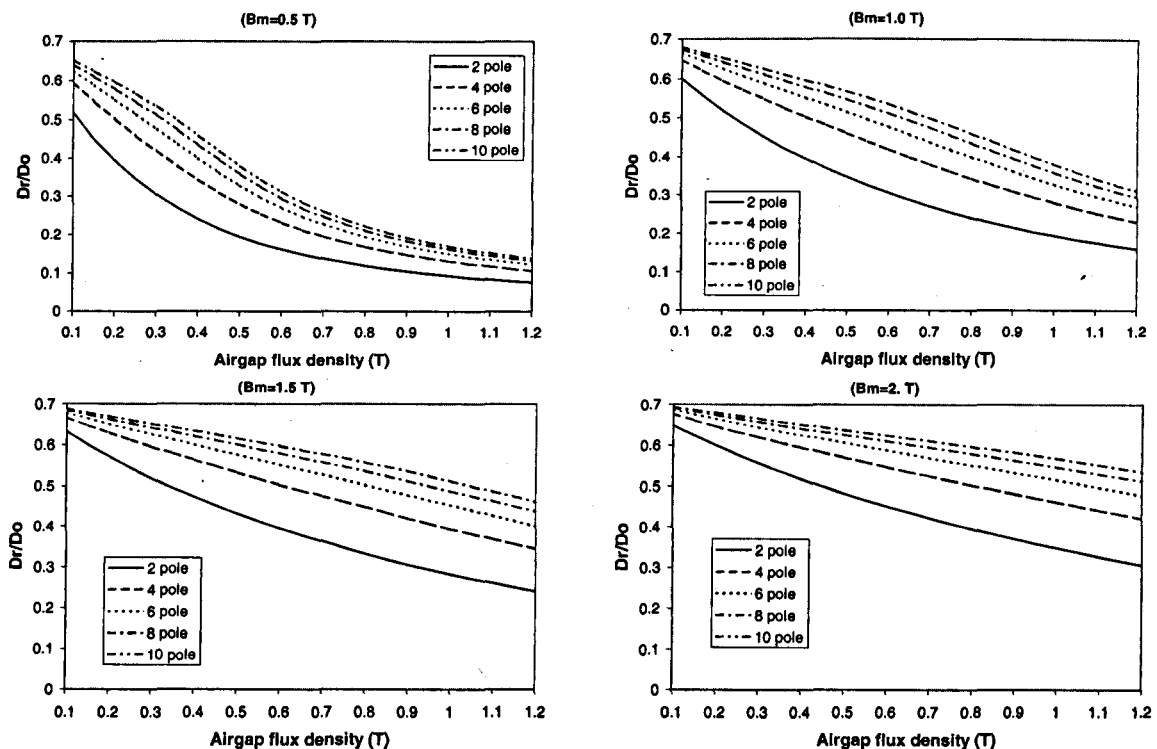 (Bm=0.5 T)
Dr/Do
0.7
0.6
0.5
0.4
0.3
0.2
0.1
0
2 pole
4 pole
6 pole
8 pole
10 pole
0.1 0.2 0.3 0.4 0.5 0.6 0.7 0.8 0.9 1 1.1 1.2
Airgap flux density (T)
(Bm=1.0 T)
Dr/Do
0.7
0.6
0.5
0.4
0.3
0.2
0.1
0
2 pole
4 pole
6 pole
8 pole
10 pole
0.1 0.2 0.3 0.4 0.5 0.6 0.7 0.8 0.9 1 1.1 1.2
Airgap flux density (T)
(Bm=1.5 T)
Dr/Do
0.7
0.6
0.5
0.4
0.3
0.2
0.1
0
2 pole
4 pole
6 pole
8 pole
10 pole
0.1 0.2 0.3 0.4 0.5 0.6 0.7 0.8 0.9 1 1.1 1.2
Airgap flux density (T)
(Bm=2. T)
Dr/Do
0.7
0.6
0.5
0.4
0.3
0.2
0.1
0
2 pole
4 pole
6 pole
8 pole
10 pole
0.1 0.2 0.3 0.4 0.5 0.6 0.7 0.8 0.9 1 1.1 1.2
Airgap flux density (T)